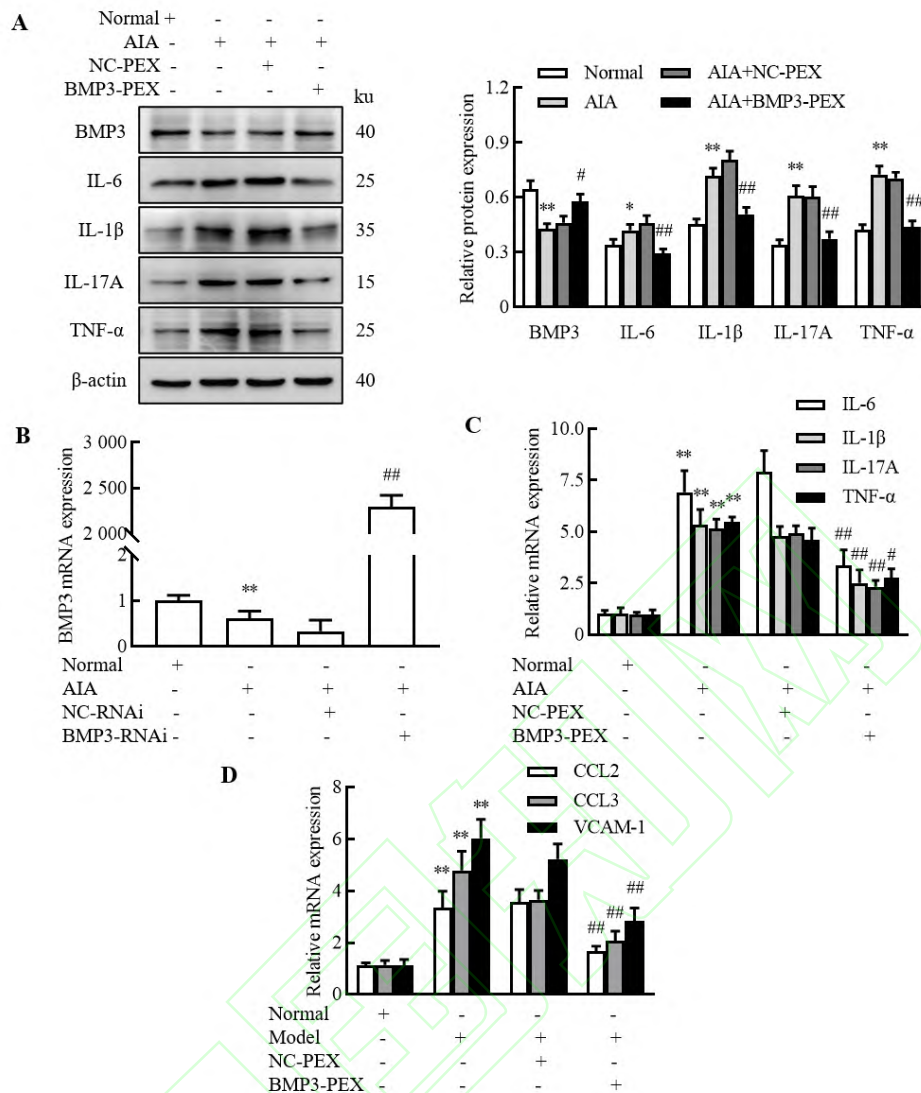 A
Normal + - - -
AIA - + + +
NC-PEX - - + -
BMP3-PEX - - - +
ku
BMP3 40
IL-6 25
IL-1β 35
IL-17A 15
TNF-α 25
β-actin 40
Normal AIA+NC-PEX
AIA AIA+BMP3-PEX
Relative protein expression
1.2
0.9
0.6
0.3
0
** #
* ##
** ##
** ##
** ##
BMP3 IL-6 IL-1β IL-17A TNF-α
B
BMP3 mRNA expression
3 000
2 500
2 000
2
1
0
** ##
Normal + - - -
AIA - + + +
NC-RNAi - - + -
BMP3-RNAi - - - +
C
Relative mRNA expression
10.0
7.5
5.0
2.5
0
IL-6
IL-1β
IL-17A
TNF-α
** ** ** **
## ## ## #
Normal + - - -
AIA - + + +
NC-PEX - - + -
BMP3-PEX - - - +
D
Relative mRNA expression
8
6
4
2
0
CCL2
CCL3
VCAM-1
** ** **
## ## ##
Normal + - - -
Model - + + +
NC-PEX - - + -
BMP3-PEX - - - +